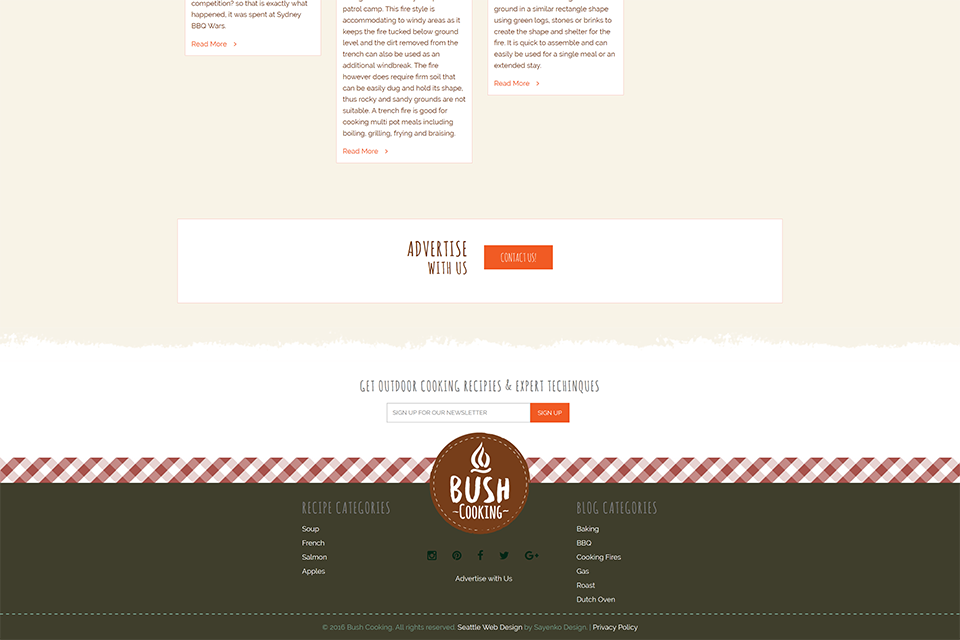 competition? so that is exactly what
happened, it was spent at Sydney
BBQ Wars.
Read More >
patrol camp. This fire style is
accommodating to windy areas as it
keeps the fire tucked below ground
level and the dirt removed from the
trench can also be used as an
additional windbreak. The fire
however does require firm soil that
can be easily dug and hold its shape,
thus rocky and sandy grounds are not
suitable. A trench fire is good for
cooking multi pot meals including
boiling, grilling, frying and braising.
Read More >
ground in a similar rectangle shape
using green logs, stones or brinks to
create the shape and shelter for the
fire. It is quick to assemble and can
easily be used for a single meal or an
extended stay.
Read More >
ADVERTISE
WITH US
CONTACT US!
GET OUTDOOR COOKING RECIPIES & EXPERT TECHINQUES
SIGN UP FOR OUR NEWSLETTER
SIGN UP
BUSH
~COOKING~
RECIPE CATEGORIES
Soup
French
Salmon
Apples
Advertise with Us
BLOG CATEGORIES
Baking
BBQ
Cooking Fires
Gas
Roast
Dutch Oven
© 2016 Bush Cooking. All rights reserved. Seattle Web Design by Sayenko Design. | Privacy Policy